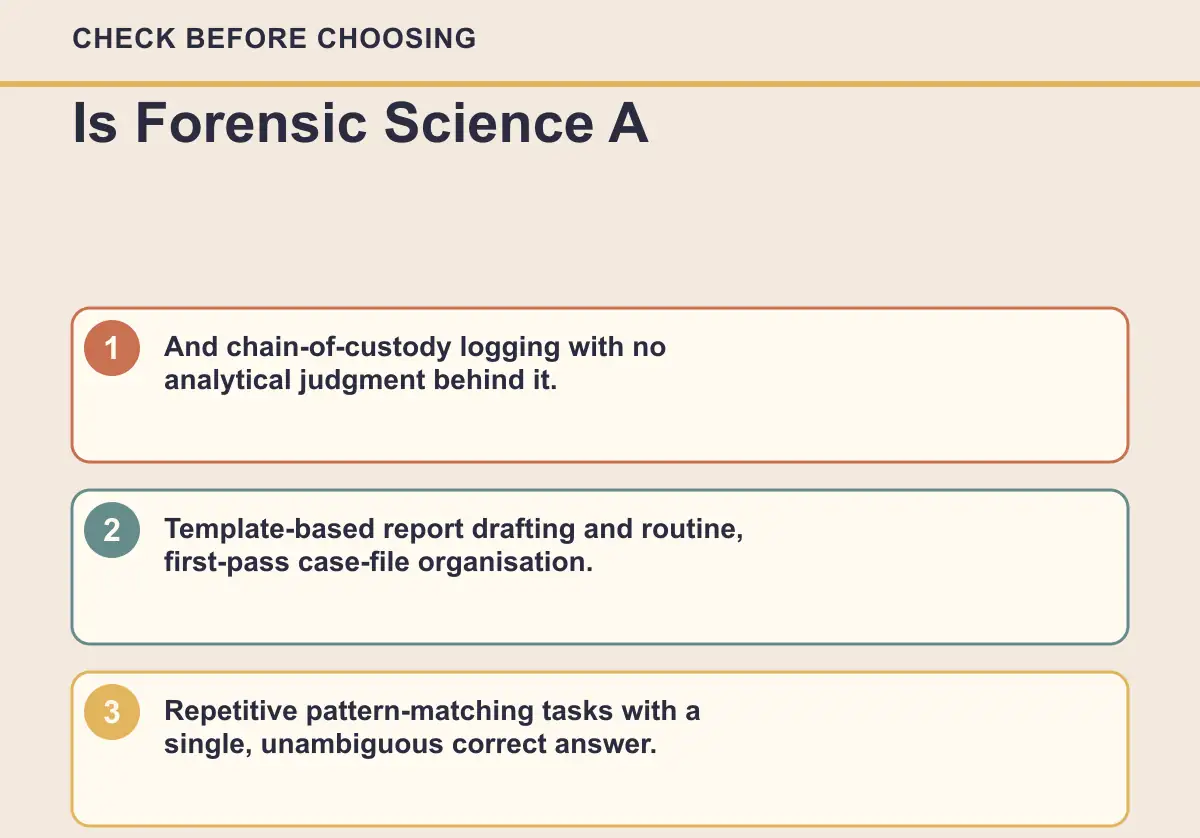 CHECK BEFORE CHOOSING
Is Forensic Science A
1
And chain-of-custody logging with no
analytical judgment behind it.
2
Template-based report drafting and routine,
first-pass case-file organisation.
3
Repetitive pattern-matching tasks with a
single, unambiguous correct answer.